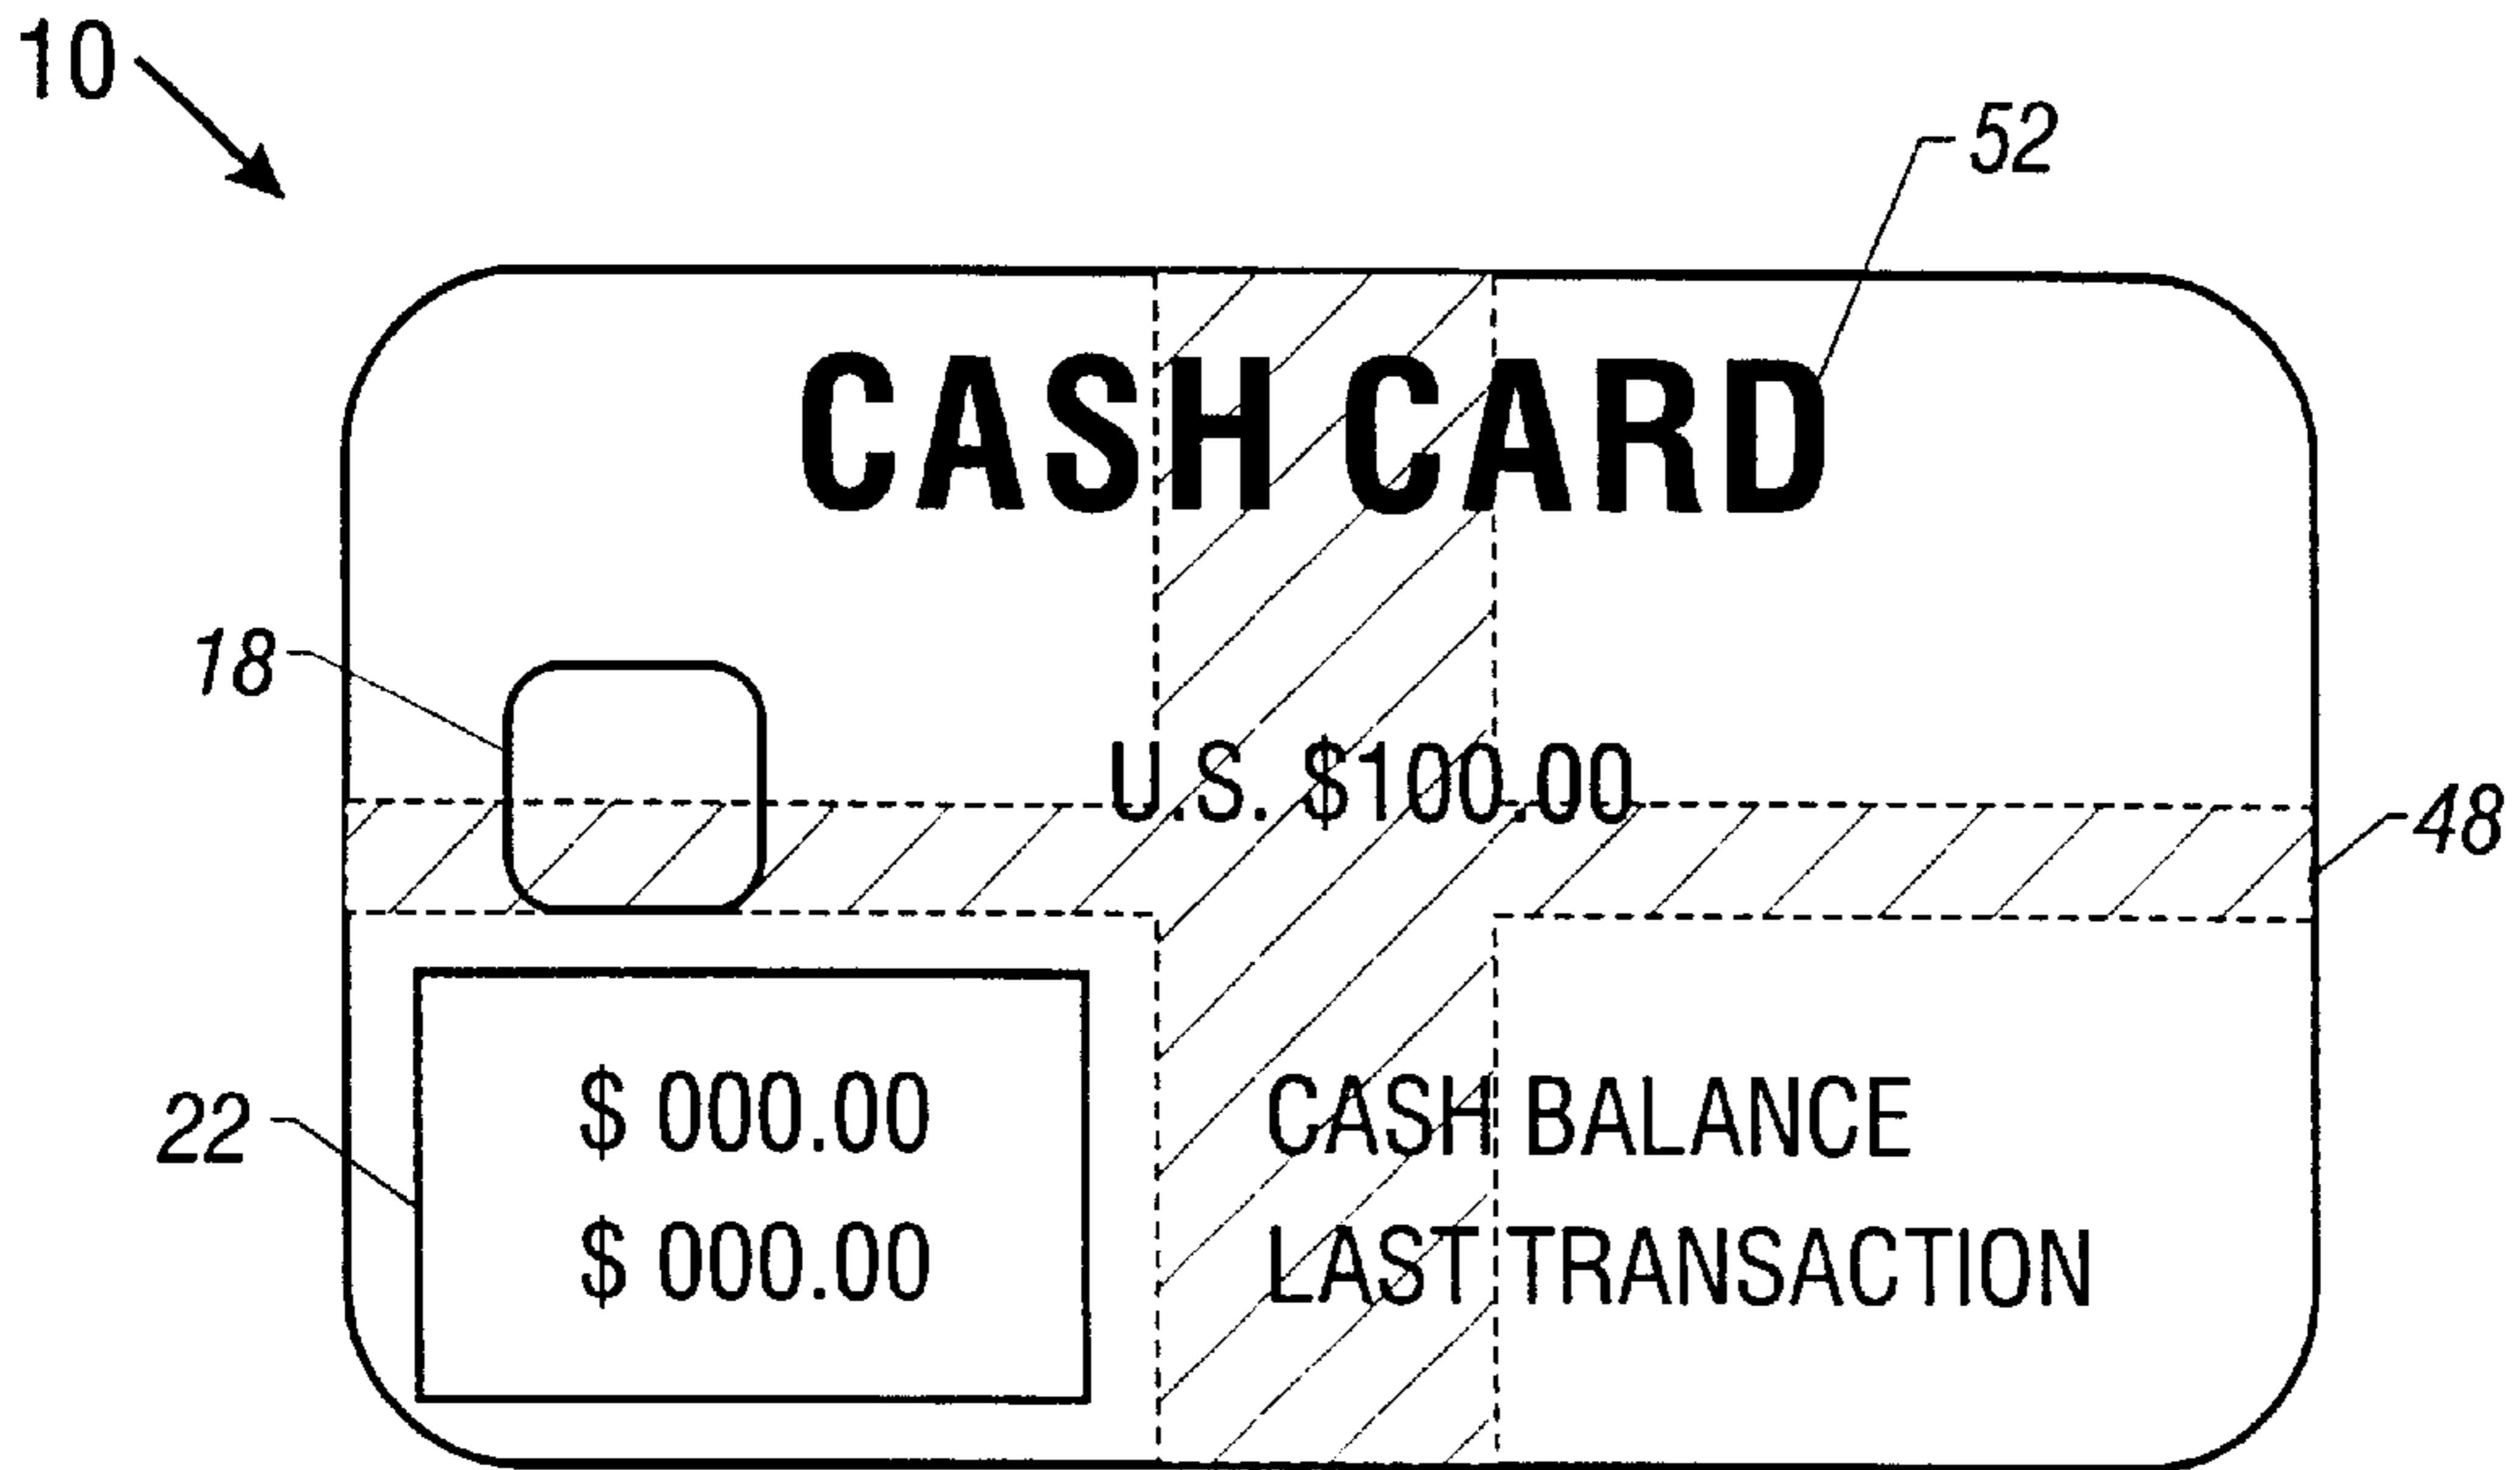 10
52
CASH CARD
18
U.S. $100.00
48
$ 000.00 CASH BALANCE
22
$ 000.00 LAST TRANSACTION